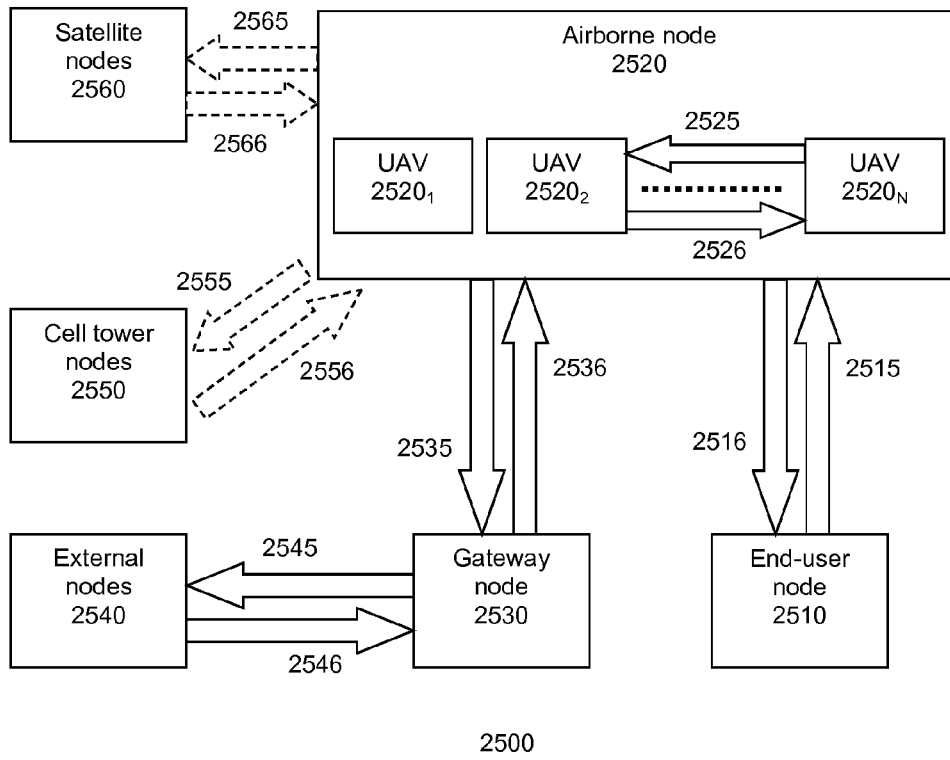 Satellite
nodes
2560
2565
2566
Airborne node
2520
UAV
2520₁
UAV
2520₂
2525
2526
UAV
2520ₙ
2555
2556
Cell tower
nodes
2550
2535
2536
2516
2515
External
nodes
2540
2545
2546
Gateway
node
2530
End-user
node
2510
2500